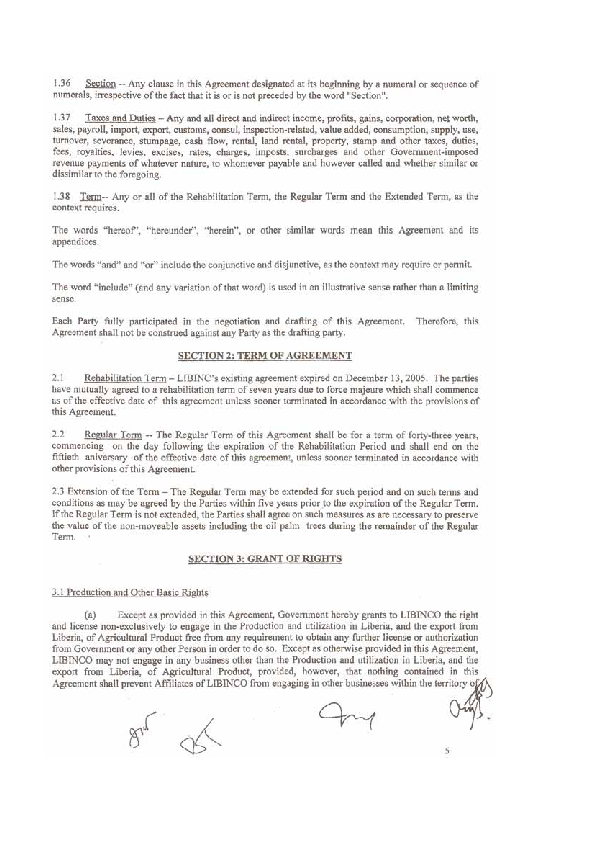 1.36 Section -- Any clause in this Agreement designated at its beginning by a numeral or sequence of
numerals, irrespective of the fact that it is or is not preceded by the word "Section".
1.37 Taxes and Duties – Any and all direct and indirect income, profits, gains, corporation, net worth,
sales, payroll, import, export, customs, consul, inspection-related, value added, consumption, supply, use,
turnover, severance, stumpage, cash flow, rental, land rental, property, stamp and other taxes, duties,
fees, royalties, levies, excises, rates, charges, imposts, surcharges and other Government-imposed
revenue payments of whatever nature, to whomever payable and however called and whether similar or
dissimilar to the foregoing.
1.38 Term-- Any or all of the Rehabilitation Term, the Regular Term and the Extended Term, as the
context requires.
The words "hereof", "hereunder", "herein", or other similar words mean this Agreement and its
appendices.
The words "and" and "or" include the conjunctive and disjunctive, as the context may require or permit.
The word "include" (and any variation of that word) is used in an illustrative sense rather than a limiting
sense.
Each Party fully participated in the negotiation and drafting of this Agreement. Therefore, this
Agreement shall not be construed against any Party as the drafting party.
SECTION 2: TERM OF AGREEMENT
2.1 Rehabilitation Term – LIBINC's existing agreement expired on December 13, 2005. The parties
have mutually agreed to a rehabilitation term of seven years due to force majeure which shall commence
as of the effective date of this agreement unless sooner terminated in accordance with the provisions of
this Agreement.
2.2 Regular Term -- The Regular Term of this Agreement shall be for a term of forty-three years,
commencing on the day following the expiration of the Rehabilitation Period and shall end on the
fiftieth aniversary of the effective date of this agreement, unless sooner terminated in accordance with
other provisions of this Agreement.
2.3 Extension of the Term – The Regular Term may be extended for such period and on such terms and
conditions as may be agreed by the Parties within five years prior to the expiration of the Regular Term.
If the Regular Term is not extended, the Parties shall agree on such measures as are necessary to preserve
the value of the non-moveable assets including the oil palm trees during the remainder of the Regular
Term.
SECTION 3: GRANT OF RIGHTS
3.1 Production and Other Basic Rights
(a) Except as provided in this Agreement, Government hereby grants to LIBINCO the right
and license non-exclusively to engage in the Production and utilization in Liberia, and the export from
Liberia, of Agricultural Product free from any requirement to obtain any further license or authorization
from Government or any other Person in order to do so. Except as otherwise provided in this Agreement,
LIBINCO may not engage in any business other than the Production and utilization in Liberia, and the
export from Liberia, of Agricultural Product, provided, however, that nothing contained in this
Agreement shall prevent Affiliates of LIBINCO from engaging in other businesses within the territory of
5